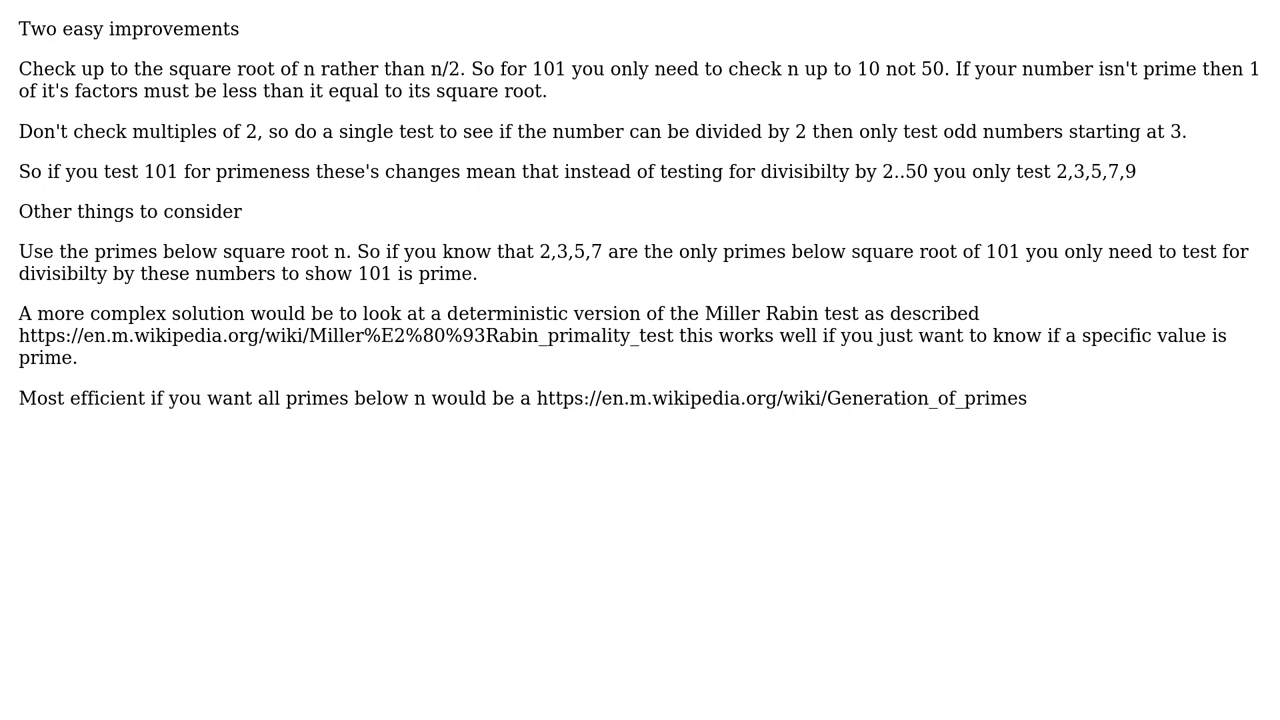 Two easy improvements
Check up to the square root of n rather than n/2. So for 101 you only need to check n up to 10 not 50. If your number isn't prime then 1
of it's factors must be less than it equal to its square root.
Don't check multiples of 2, so do a single test to see if the number can be divided by 2 then only test odd numbers starting at 3.
So if you test 101 for primeness these's changes mean that instead of testing for divisibilty by 2..50 you only test 2,3,5,7,9
Other things to consider
Use the primes below square root n. So if you know that 2,3,5,7 are the only primes below square root of 101 you only need to test for
divisibilty by these numbers to show 101 is prime.
A more complex solution would be to look at a deterministic version of the Miller Rabin test as described
https://en.m.wikipedia.org/wiki/Miller%E2%80%93Rabin_primality_test this works well if you just want to know if a specific value is
prime.
Most efficient if you want all primes below n would be a https://en.m.wikipedia.org/wiki/Generation_of_primes